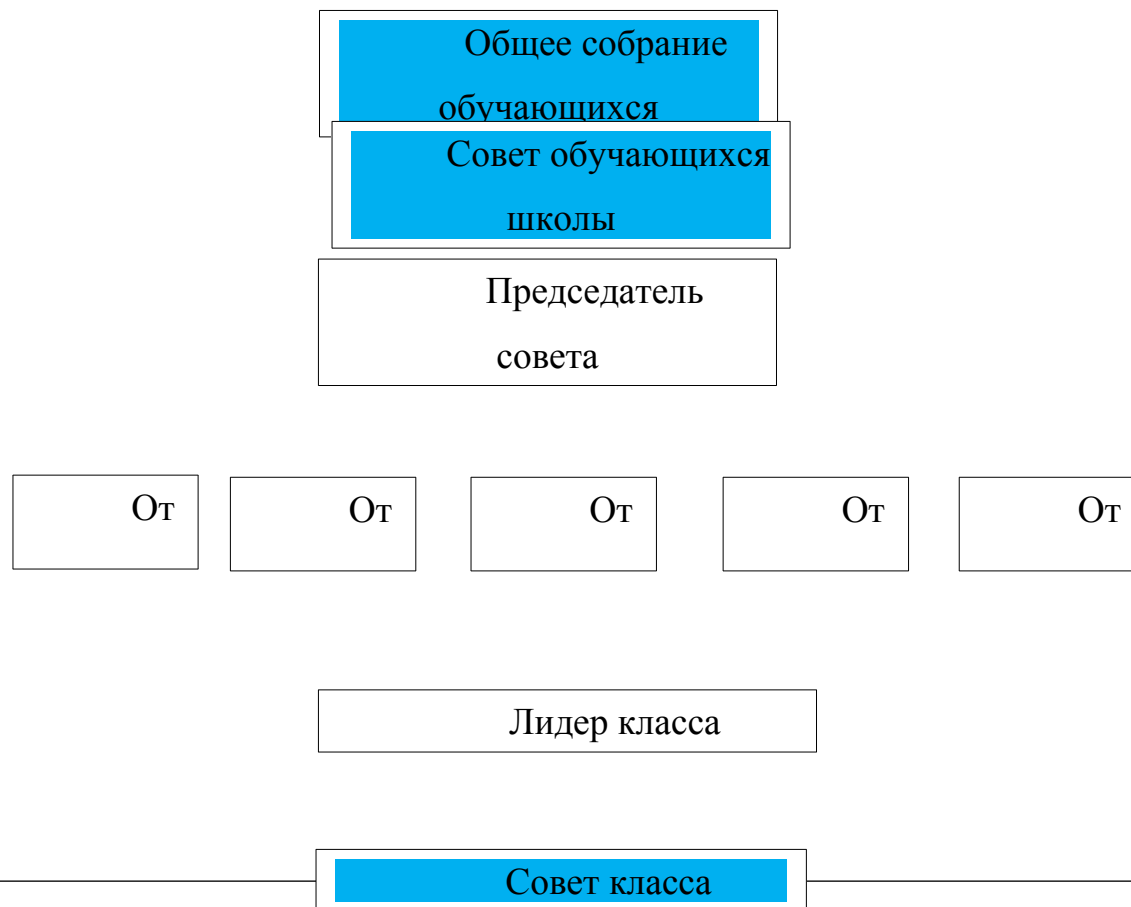 Общее собрание
обучающихся
Совет обучающихся
школы
Председатель
совета
От От От От От
Лидер класса
Совет класса